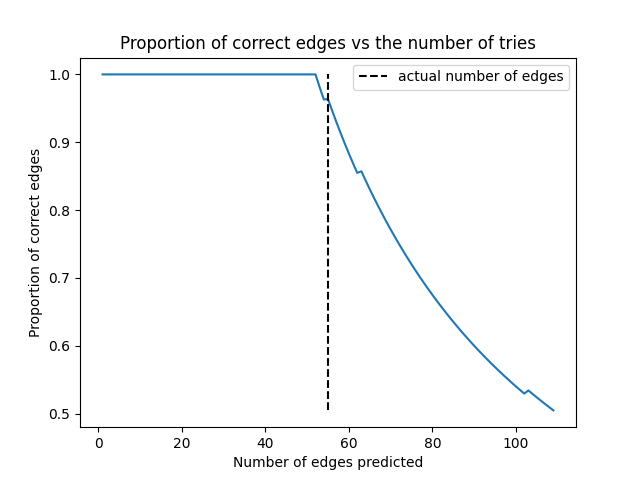 Proportion of correct edges vs the number of tries
actual number of edges
1.0
0.9
0.8
0.7
0.6
0.5
Proportion of correct edges
0 20 40 60 80 100
Number of edges predicted